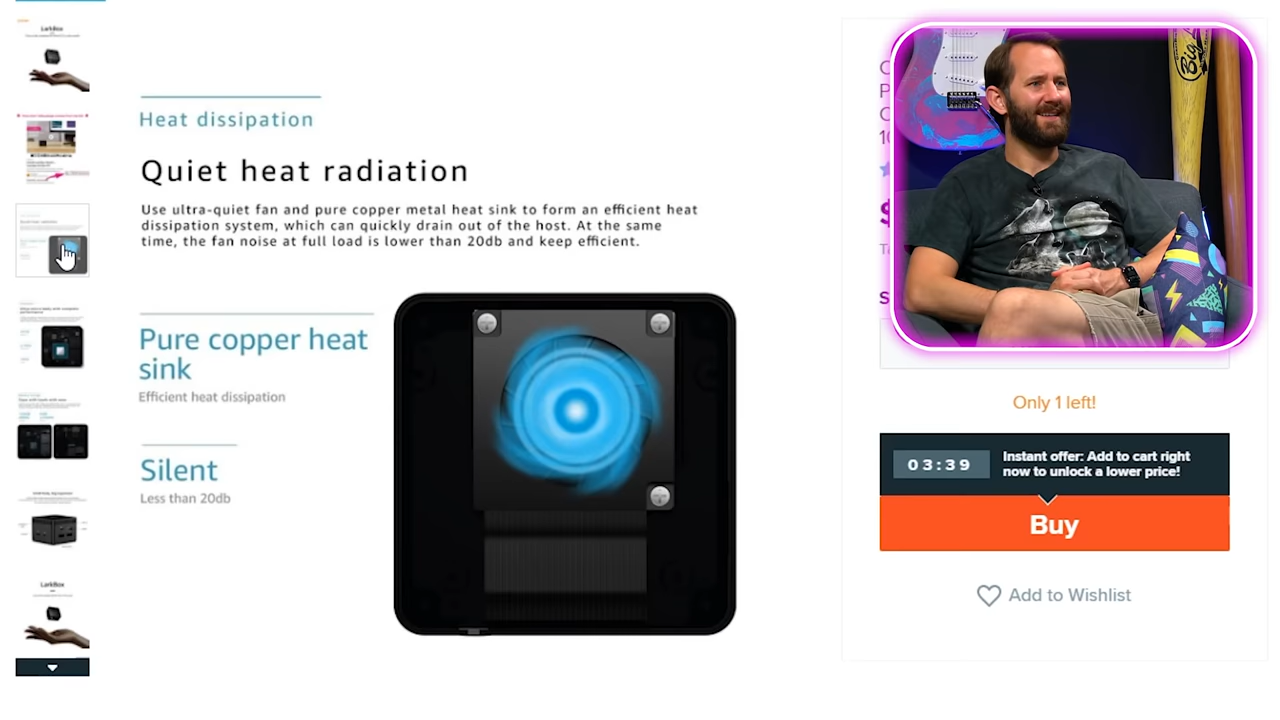 LarkBox
Heat dissipation
Quiet heat radiation
Use ultra-quiet fan and pure copper metal heat sink to form an efficient heat
dissipation system, which can quickly drain out of the host. At the same
time, the fan noise at full load is lower than 20db and keep efficient.
Pure copper heat
sink
Efficient heat dissipation
Silent
Less than 20db
LarkBox
Big
$
Only 1 left!
03:39
Instant offer: Add to cart right
now to unlock a lower price!
Buy
Add to Wishlist